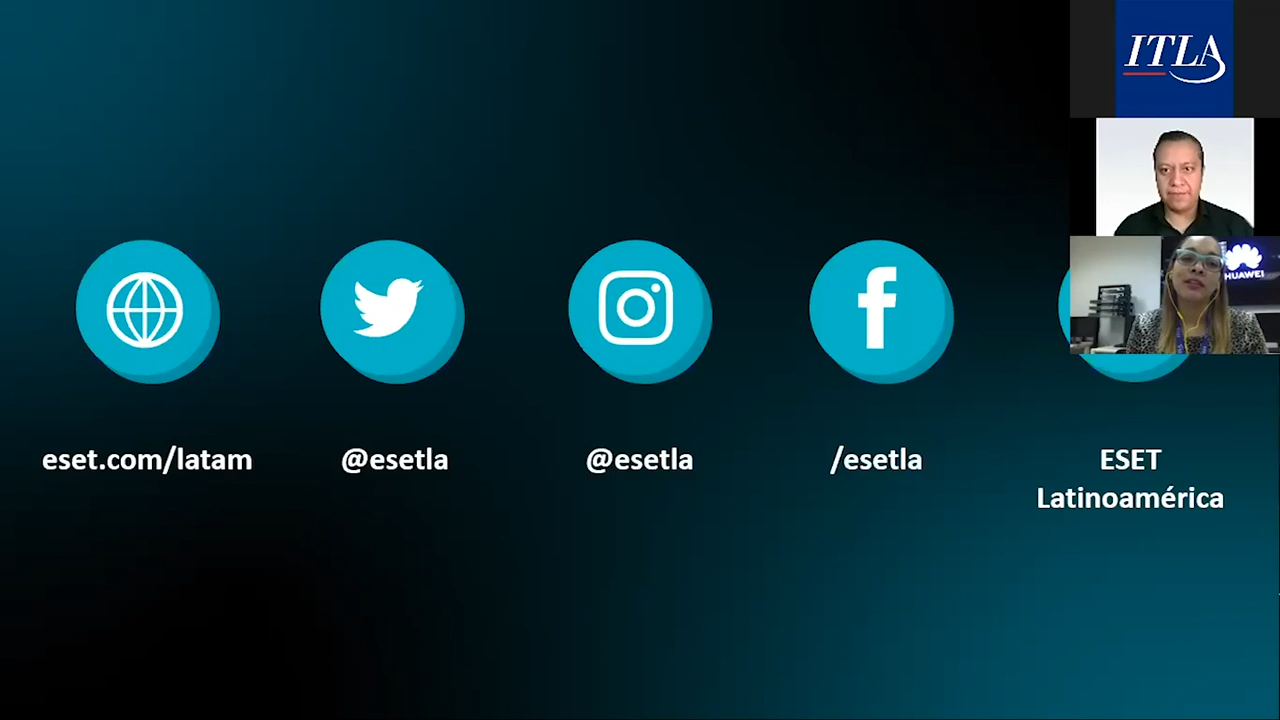 ITLA
HUAWEI
eset.com/latam
@esetla
@esetla
/esetla
ESET
Latinoamérica